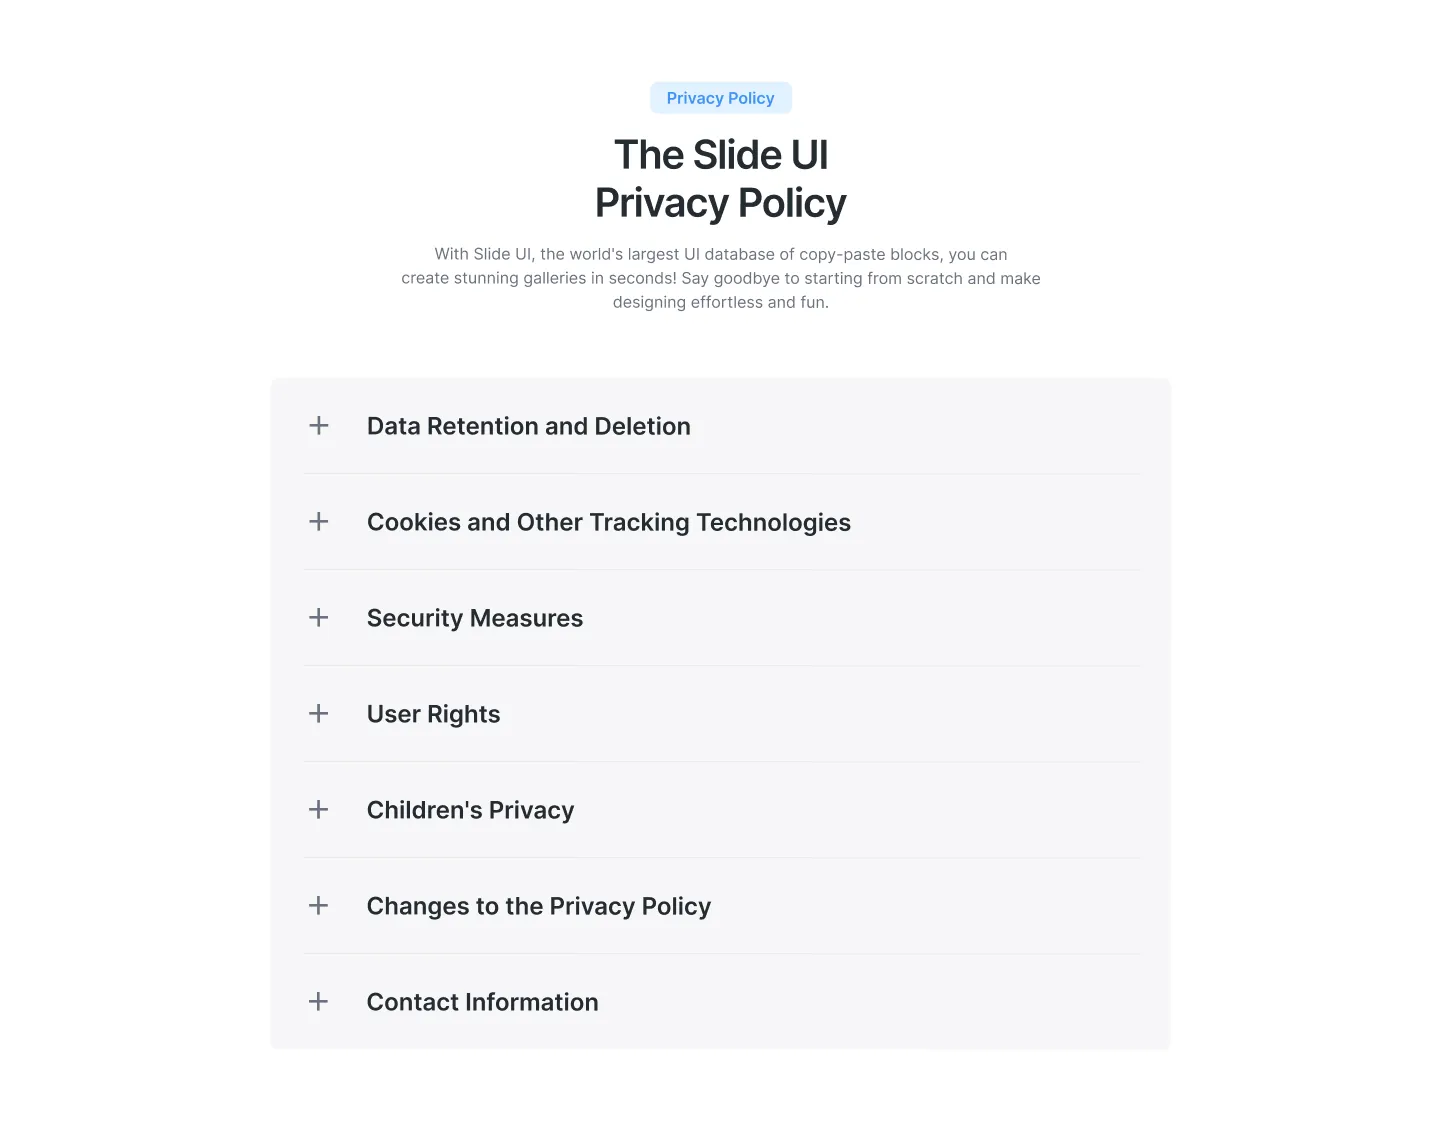 Privacy Policy
The Slide UI
Privacy Policy
With Slide UI, the world's largest UI database of copy-paste blocks, you can
create stunning galleries in seconds! Say goodbye to starting from scratch and make
designing effortless and fun.
Data Retention and Deletion
Cookies and Other Tracking Technologies
Security Measures
User Rights
Children's Privacy
Changes to the Privacy Policy
Contact Information